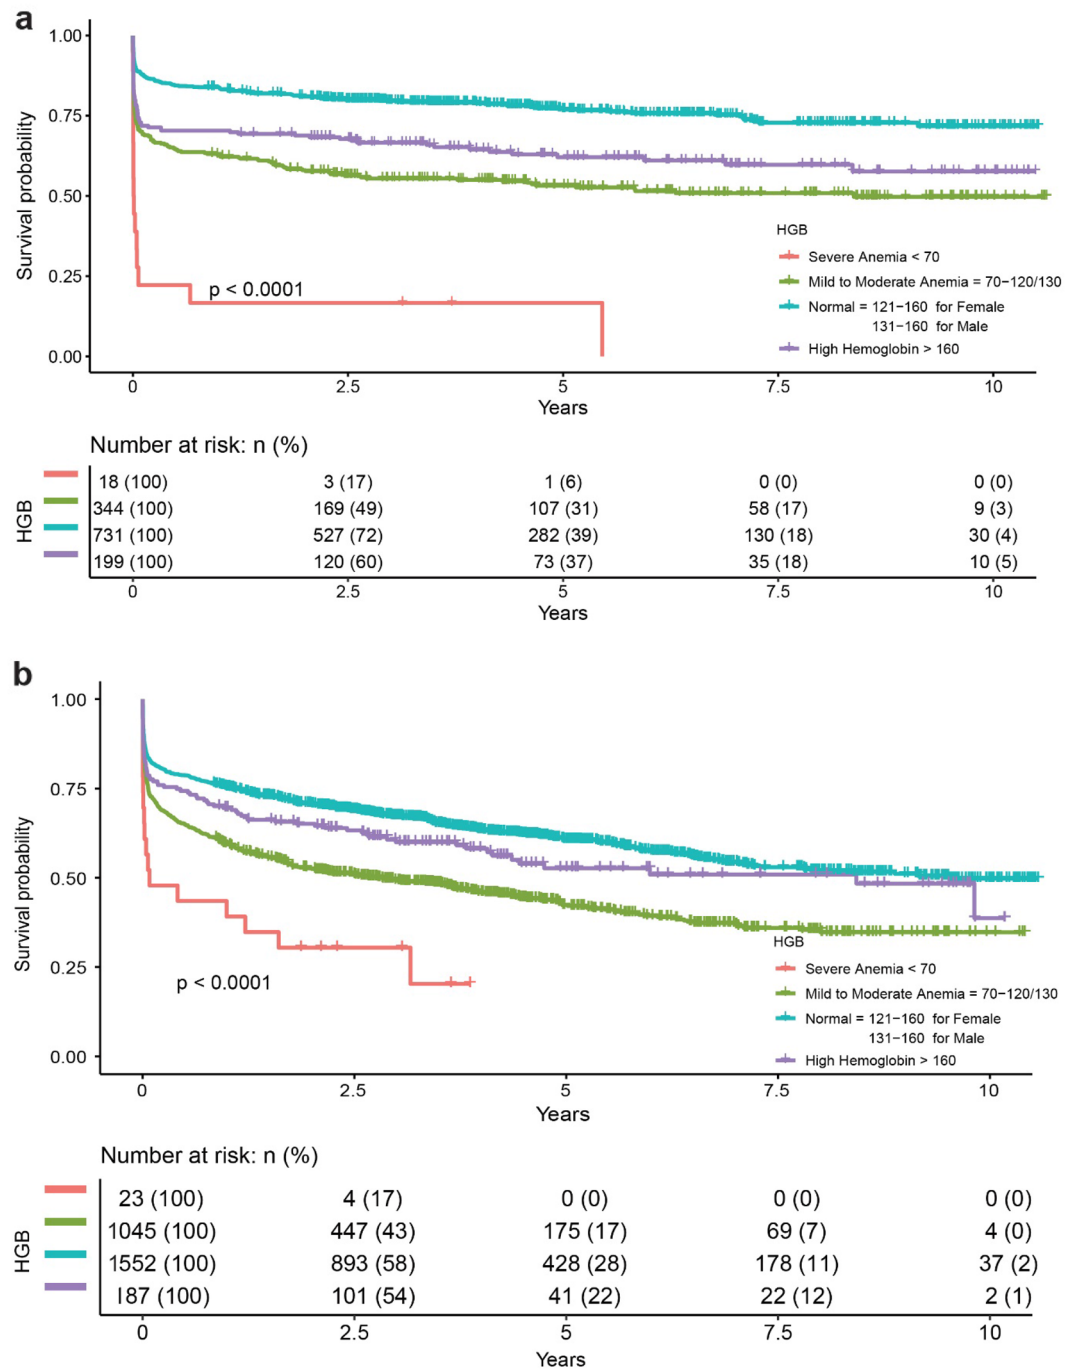 a
1.00
0.75
0.50
0.25
0.00
Survival probability
p < 0.0001
HGB
Severe Anemia < 70
Mild to Moderate Anemia = 70−120/130
Normal = 121−160 for Female
131−160 for Male
High Hemoglobin > 160
0 2.5 5 7.5 10
Years
Number at risk: n (%)
HGB
18 (100) 3 (17) 1 (6) 0 (0) 0 (0)
344 (100) 169 (49) 107 (31) 58 (17) 9 (3)
731 (100) 527 (72) 282 (39) 130 (18) 30 (4)
199 (100) 120 (60) 73 (37) 35 (18) 10 (5)
0 2.5 5 7.5 10
Years
b
1.00
0.75
0.50
0.25
0.00
Survival probability
p < 0.0001
HGB
Severe Anemia < 70
Mild to Moderate Anemia = 70−120/130
Normal = 121−160 for Female
131−160 for Male
High Hemoglobin > 160
0 2.5 5 7.5 10
Years
Number at risk: n (%)
HGB
23 (100) 4 (17) 0 (0) 0 (0) 0 (0)
1045 (100) 447 (43) 175 (17) 69 (7) 4 (0)
1552 (100) 893 (58) 428 (28) 178 (11) 37 (2)
187 (100) 101 (54) 41 (22) 22 (12) 2 (1)
0 2.5 5 7.5 10
Years